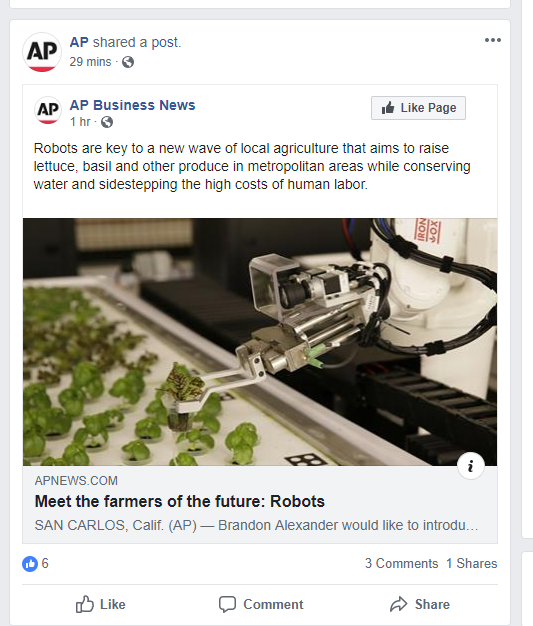 AP
AP shared a post.
29 mins ·
AP
AP Business News
1 hr ·
Like Page
Robots are key to a new wave of local agriculture that aims to raise
lettuce, basil and other produce in metropolitan areas while conserving
water and sidestepping the high costs of human labor.
IRON
OX
i
APNEWS.COM
Meet the farmers of the future: Robots
SAN CARLOS, Calif. (AP) — Brandon Alexander would like to introdu…
6
3 Comments 1 Shares
Like
Comment
Share